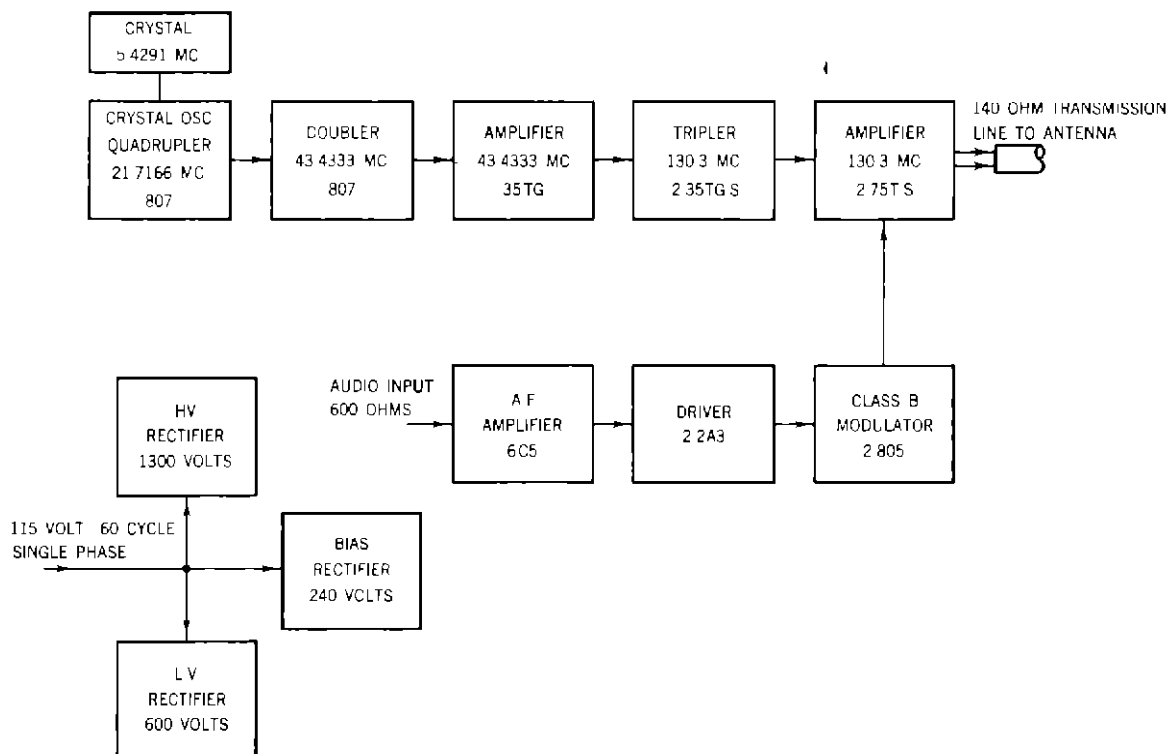 CRYSTAL
5.4291 MC
CRYSTAL OSC
QUADRUPLER
21.7166 MC
807
DOUBLER
43.4333 MC
807
AMPLIFIER
43.4333 MC
35TG
TRIPLER
130.3 MC
2 35TG S
AMPLIFIER
130.3 MC
2 75T S
140 OHM TRANSMISSION
LINE TO ANTENNA
AUDIO INPUT
600 OHMS
A F
AMPLIFIER
6C5
DRIVER
2 2A3
CLASS B
MODULATOR
2 805
HV
RECTIFIER
1300 VOLTS
115 VOLT 60 CYCLE
SINGLE PHASE
BIAS
RECTIFIER
240 VOLTS
L V
RECTIFIER
600 VOLTS